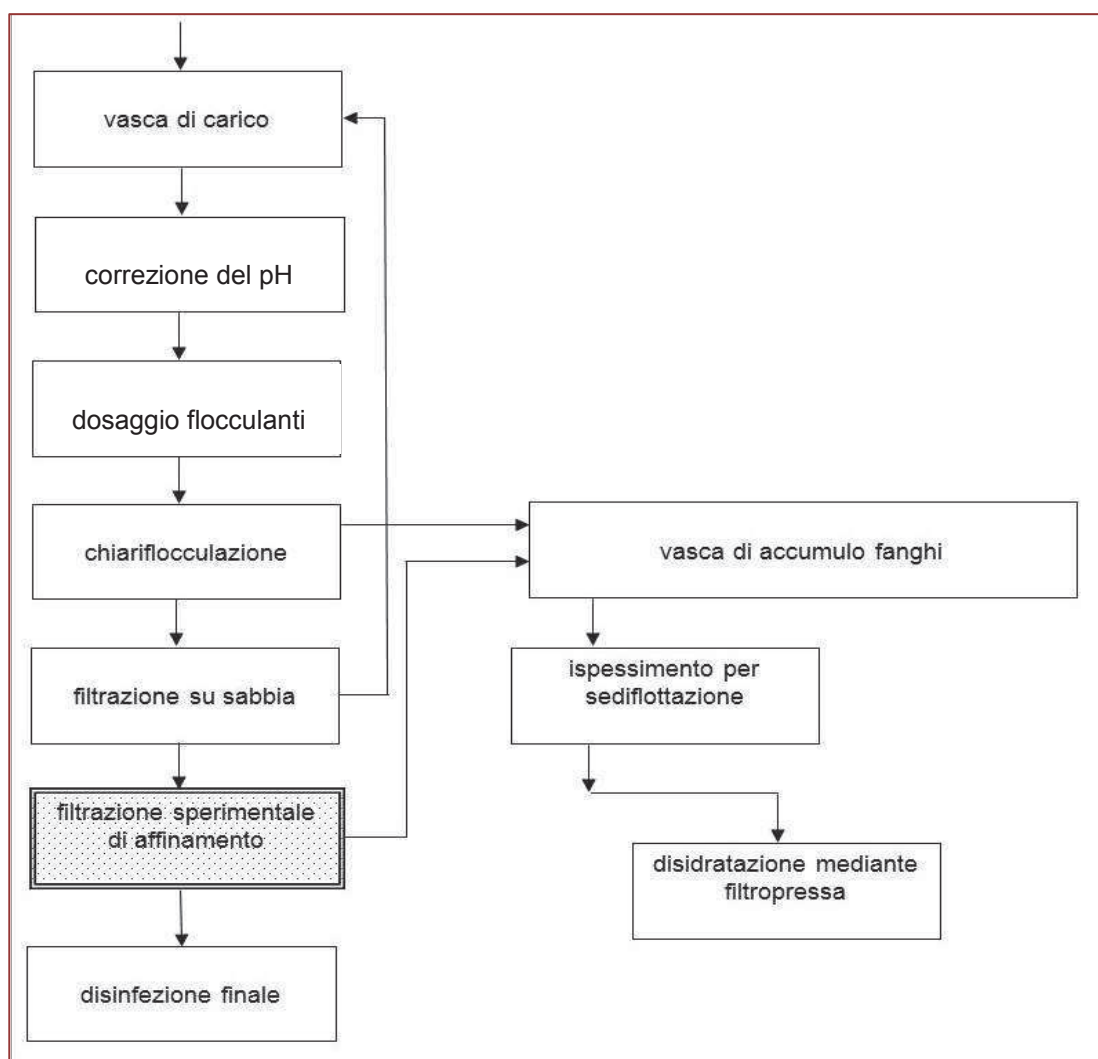 vasca di carico
correzione del pH
dosaggio flocculanti
chiariflocculazione
vasca di accumulo fanghi
filtrazione su sabbia
ispessimento per
sediflottazione
filtrazione sperimentale
di affinamento
disidratazione mediante
filtropressa
disinfezione finale